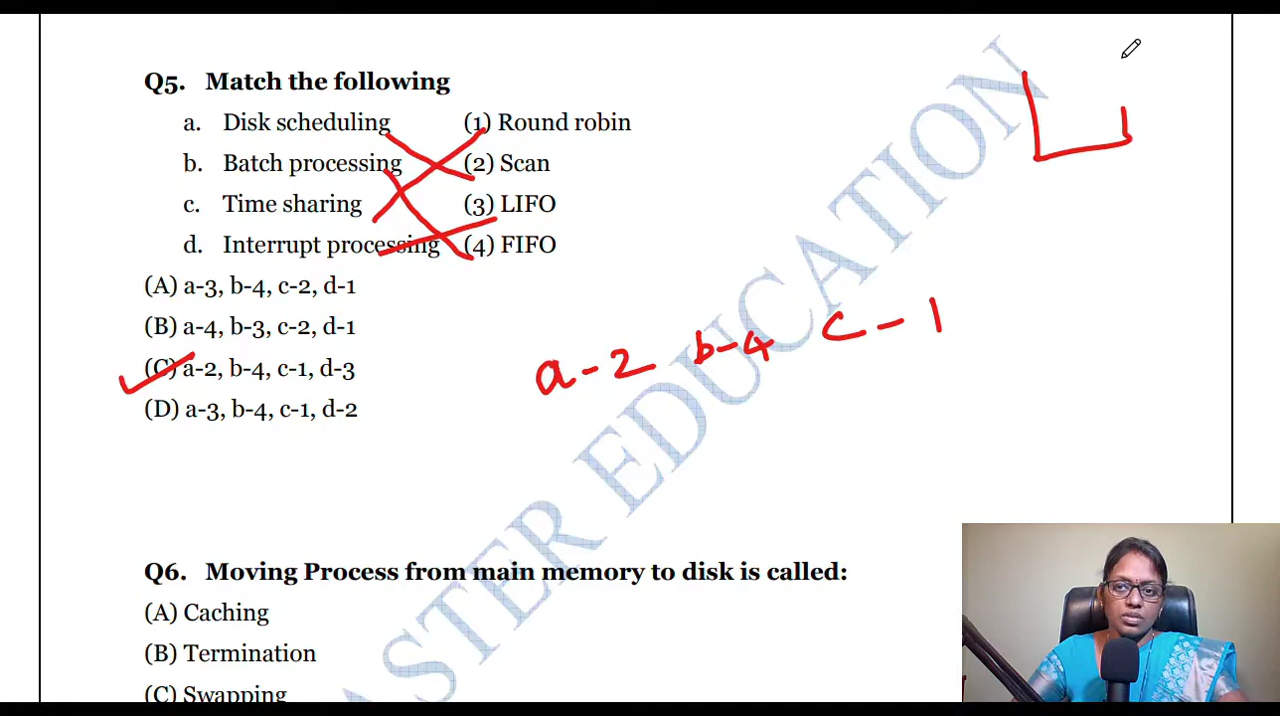 Q5. Match the following
a. Disk scheduling (1) Round robin
b. Batch processing (2) Scan
c. Time sharing (3) LIFO
d. Interrupt processing (4) FIFO
(A) a-3, b-4, c-2, d-1
(B) a-4, b-3, c-2, d-1
(C) a-2, b-4, c-1, d-3
(D) a-3, b-4, c-1, d-2
a-2 b-4 c-1
Q6. Moving Process from main memory to disk is called:
(A) Caching
(B) Termination
(C) Swapping
ASTER EDUCATION